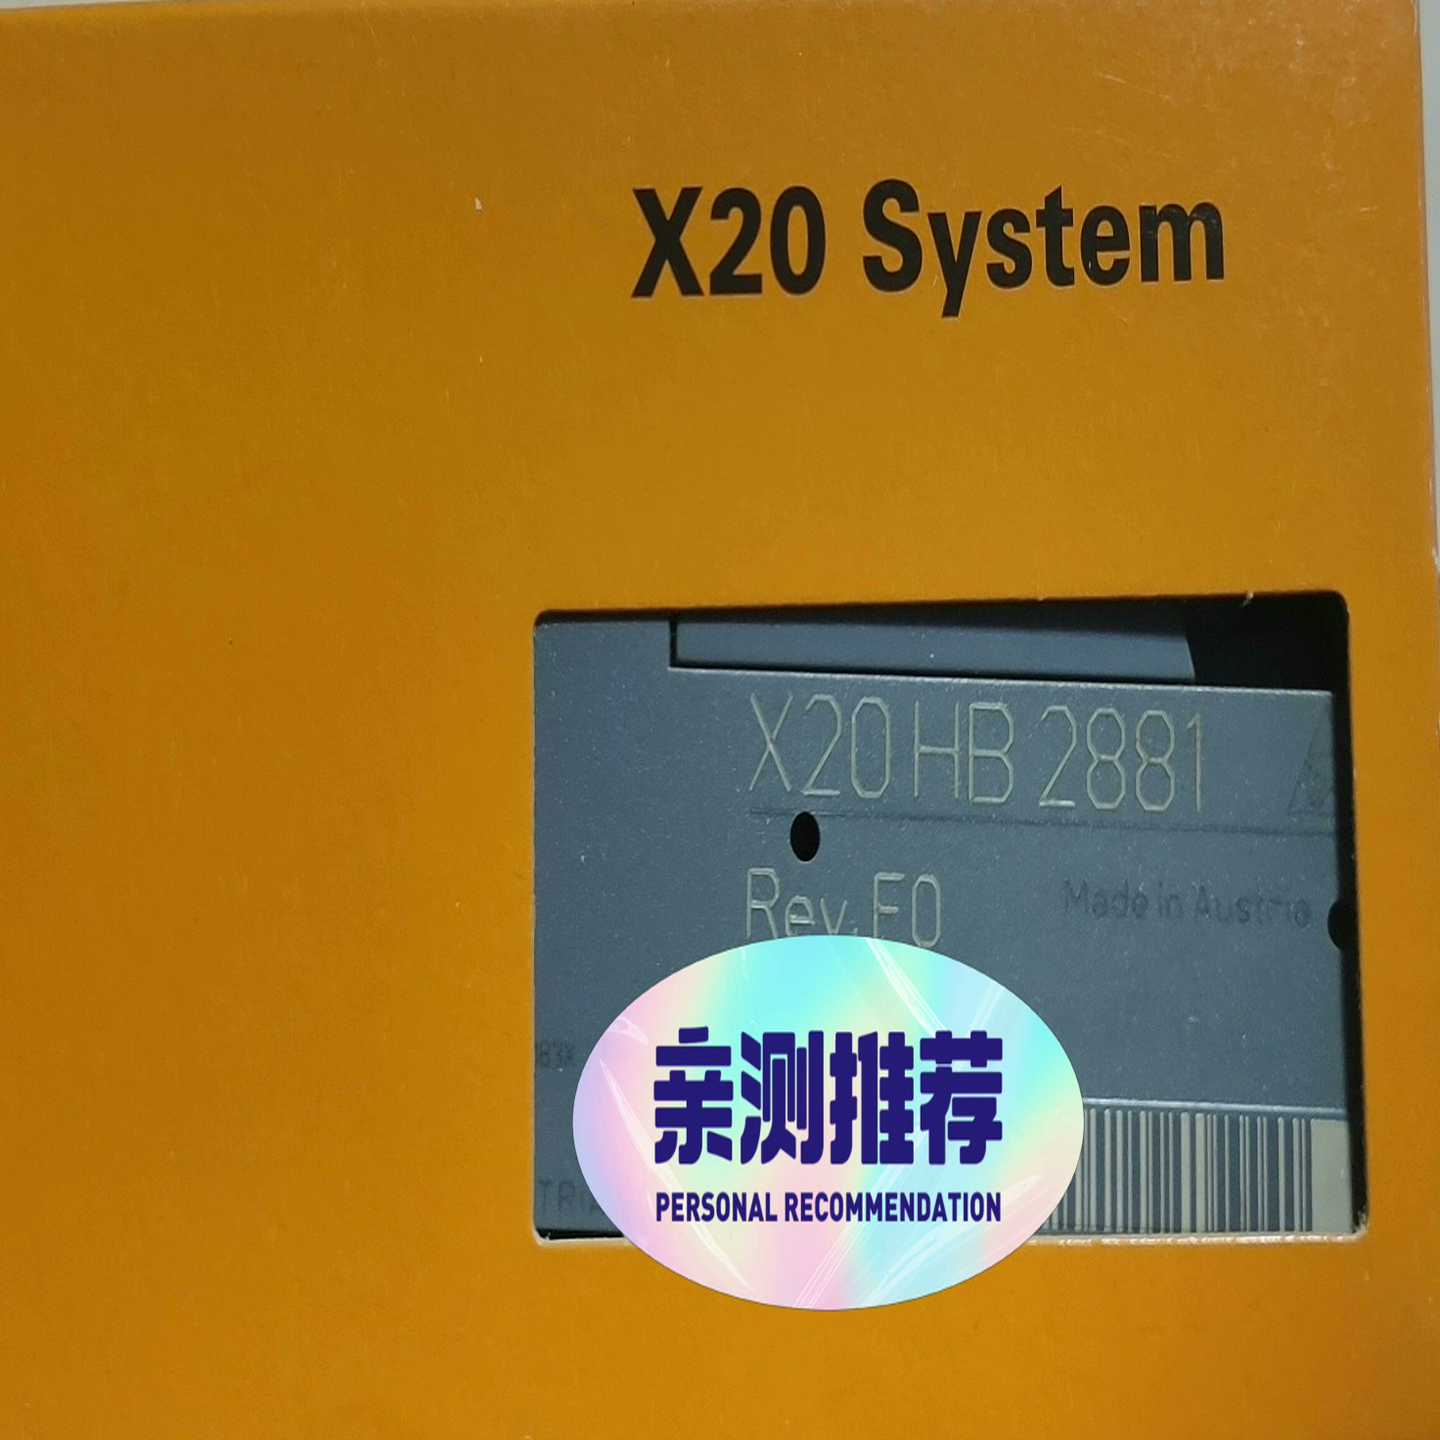 X20 System
X20 HB 2881
Rev. F0
Made in Austria
亲测推荐
PERSONAL RECOMMENDATION